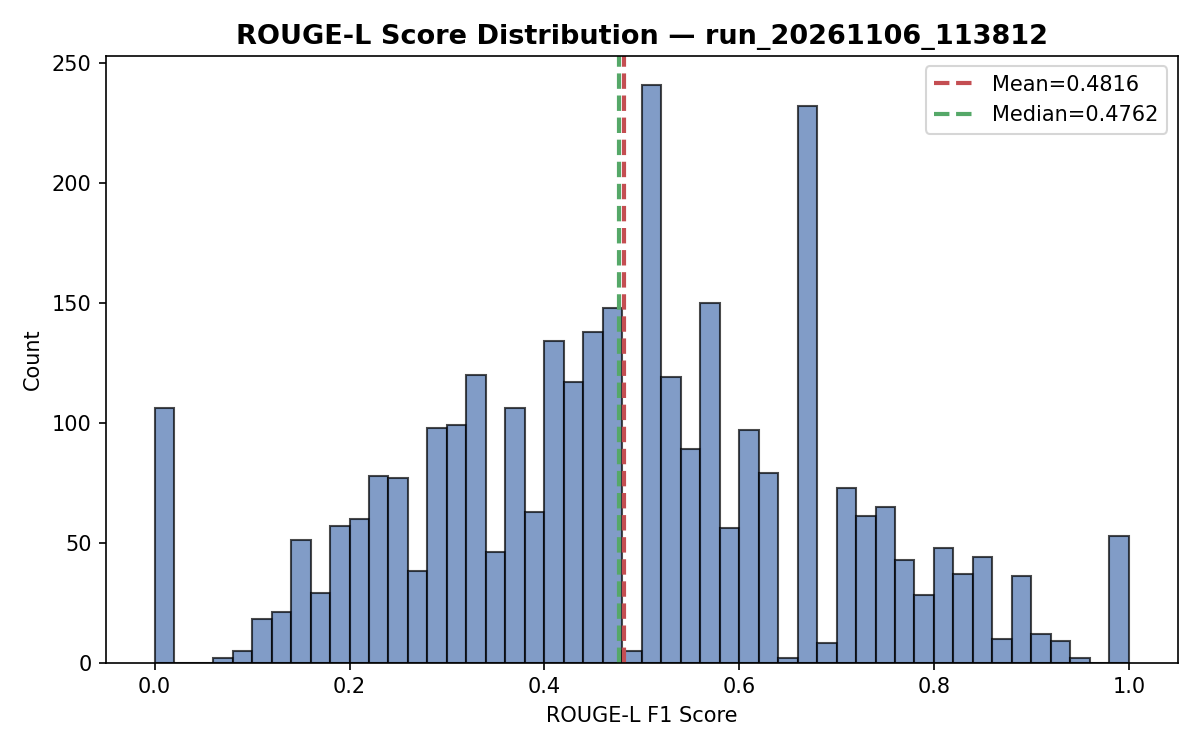 ROUGE-L Score Distribution — run_20261106_113812
Mean=0.4816
Median=0.4762
250
200
150
100
50
0
Count
0.0 0.2 0.4 0.6 0.8 1.0
ROUGE-L F1 Score